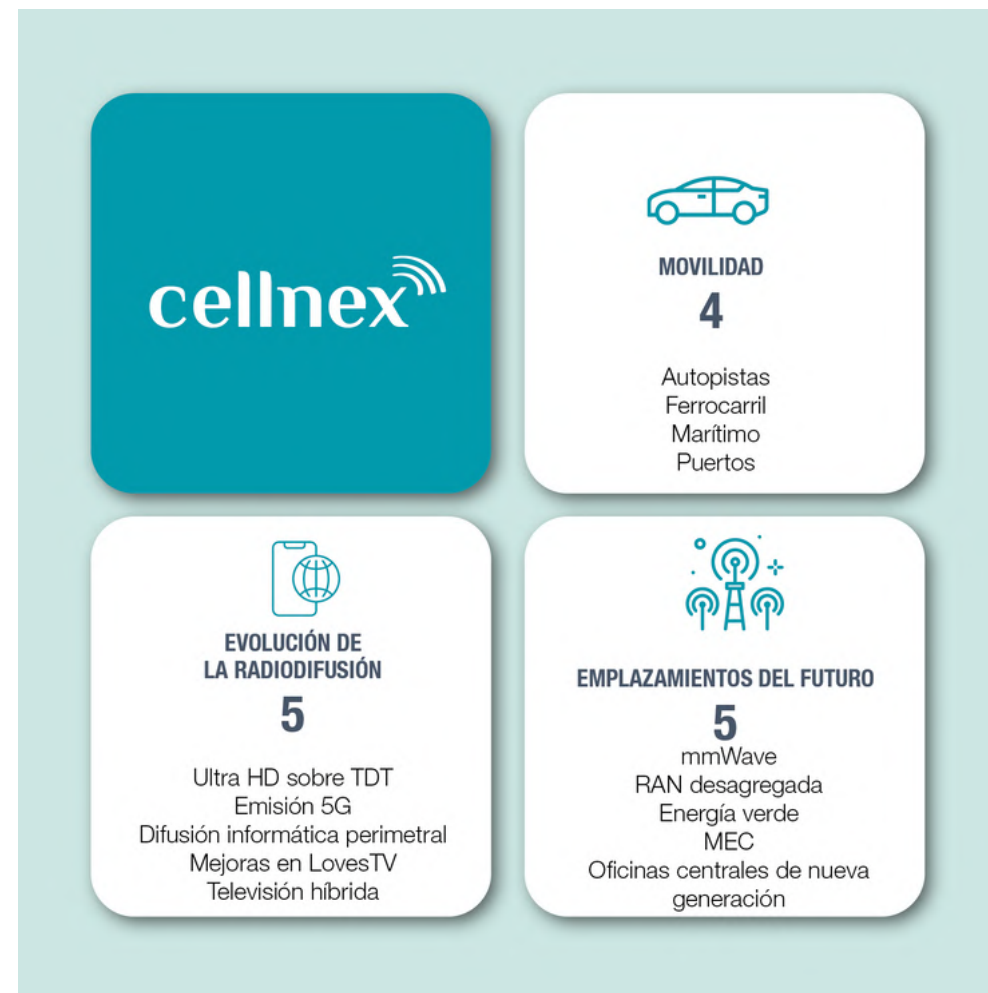 cellnex
MOVILIDAD
4
Autopistas
Ferrocarril
Marítimo
Puertos
EVOLUCIÓN DE
LA RADIODIFUSIÓN
5
Ultra HD sobre TDT
Emisión 5G
Difusión informática perimetral
Mejoras en LovesTV
Televisión híbrida
EMPLAZAMIENTOS DEL FUTURO
5
mmWave
RAN desagregada
Energía verde
MEC
Oficinas centrales de nueva
generación